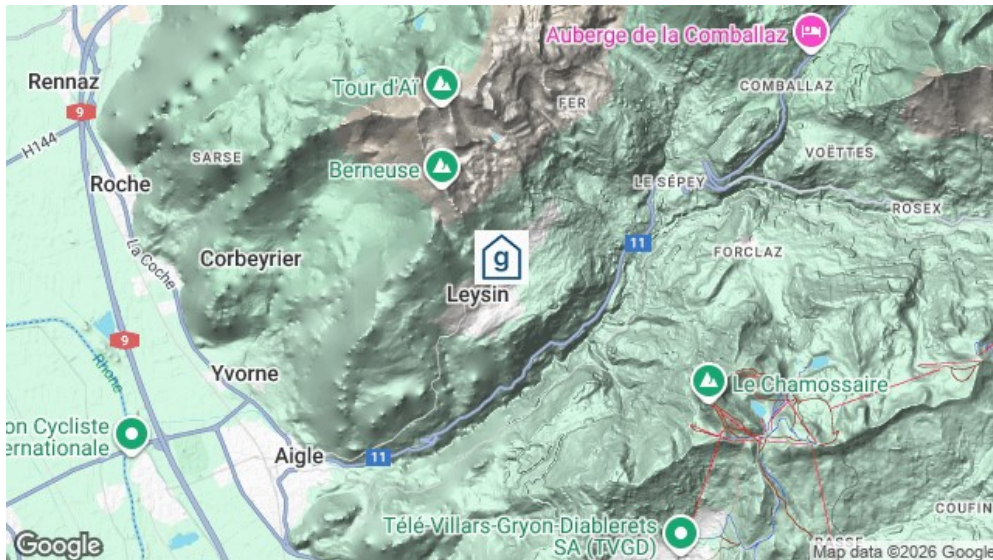 Auberge de la Comballaz
Rennaz
Tour d'Aï
COMBALLAZ
9
FER
H144
SARSE
VOËTTES
Berneuse
Roche
LE SÉPEY
ROSEX
La Coche
11
FORCLAZ
Corbeyrier
g
Leysin
9
Rhone
Yvorne
Le Chamossaire
on Cycliste
ernationale
Aigle
11
COUFIN
Télé-Villars-Gryon-Diablerets
SA (TVGD)
Google
Map data ©2026 Google